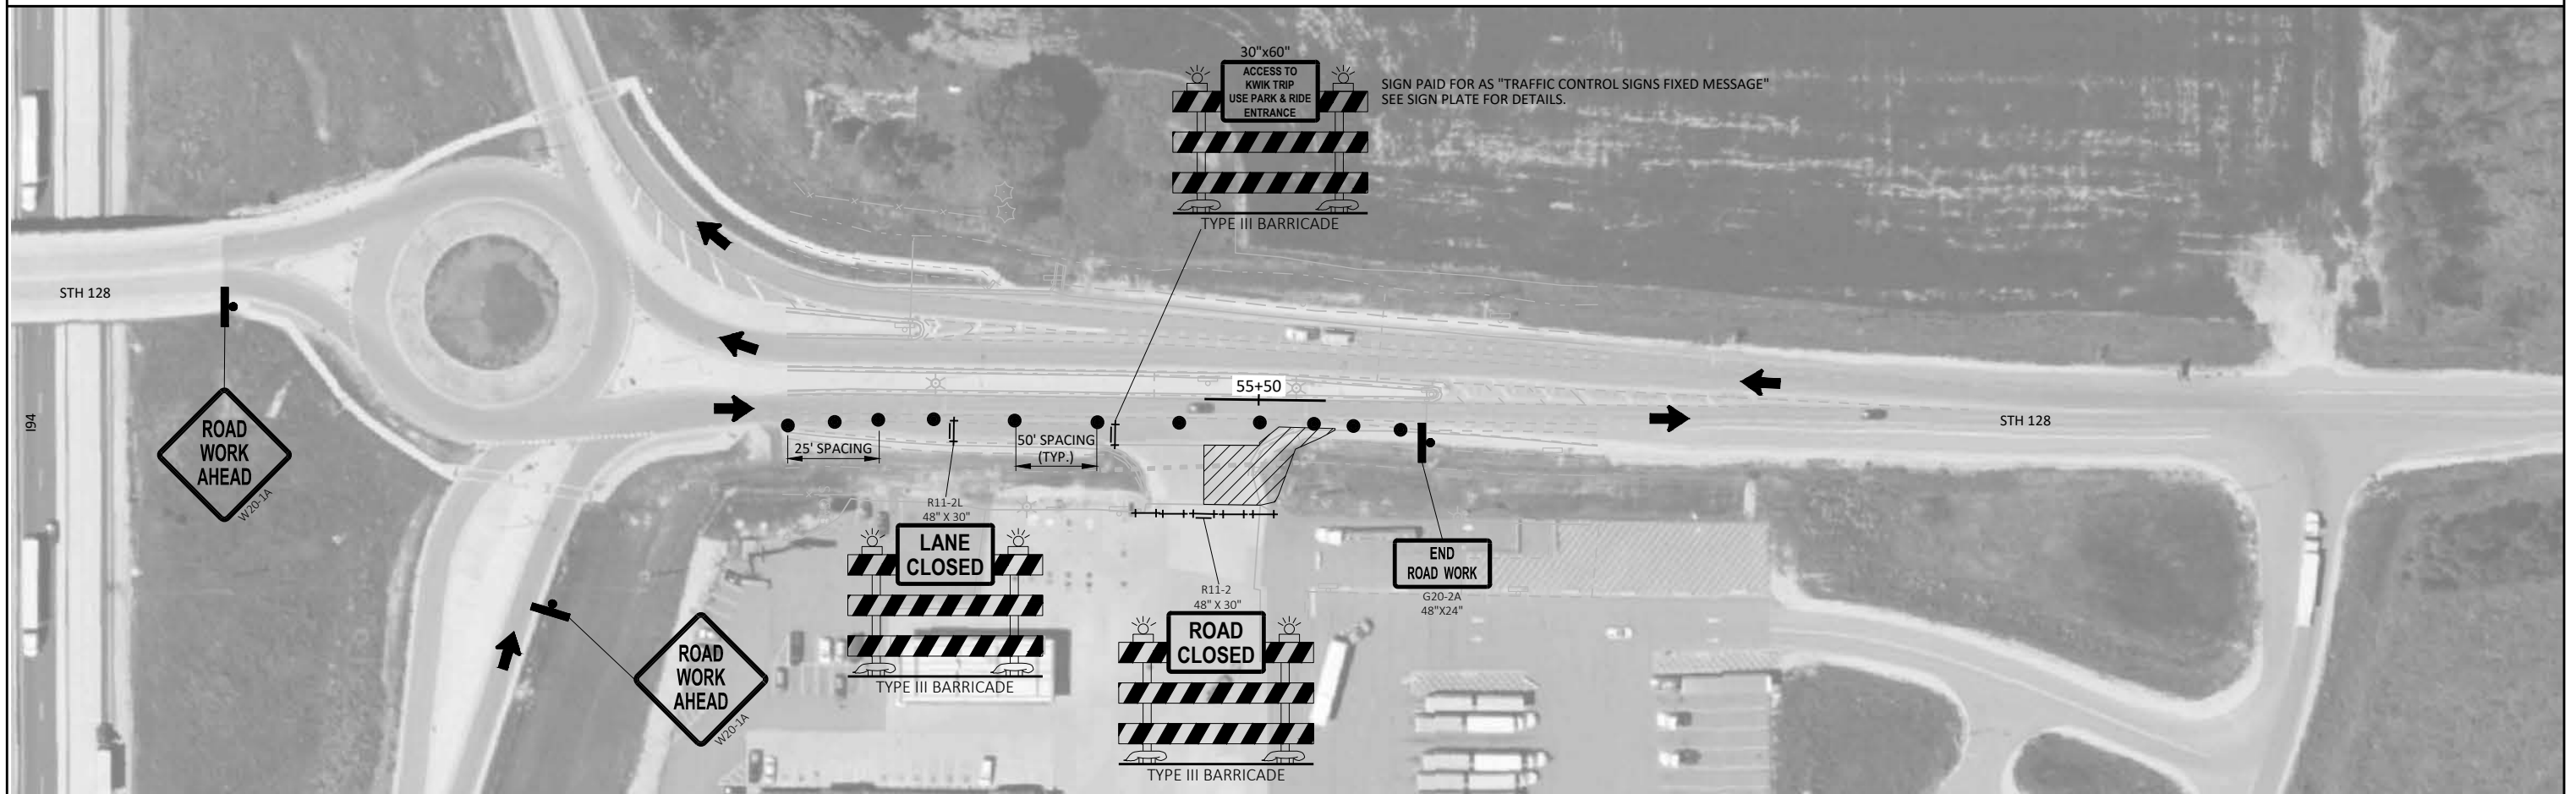 30"x60"
ACCESS TO
KWIK TRIP
USE PARK & RIDE
ENTRANCE
SIGN PAID FOR AS "TRAFFIC CONTROL SIGNS FIXED MESSAGE"
SEE SIGN PLATE FOR DETAILS.
TYPE III BARRICADE
STH 128
I94
ROAD
WORK
AHEAD
W20-1A
55+50
STH 128
25' SPACING
50' SPACING
(TYP.)
R11-2L
48" X 30"
LANE
CLOSED
TYPE III BARRICADE
ROAD
WORK
AHEAD
W20-1A
R11-2
48" X 30"
ROAD
CLOSED
TYPE III BARRICADE
END
ROAD WORK
G20-2A
48"X24"